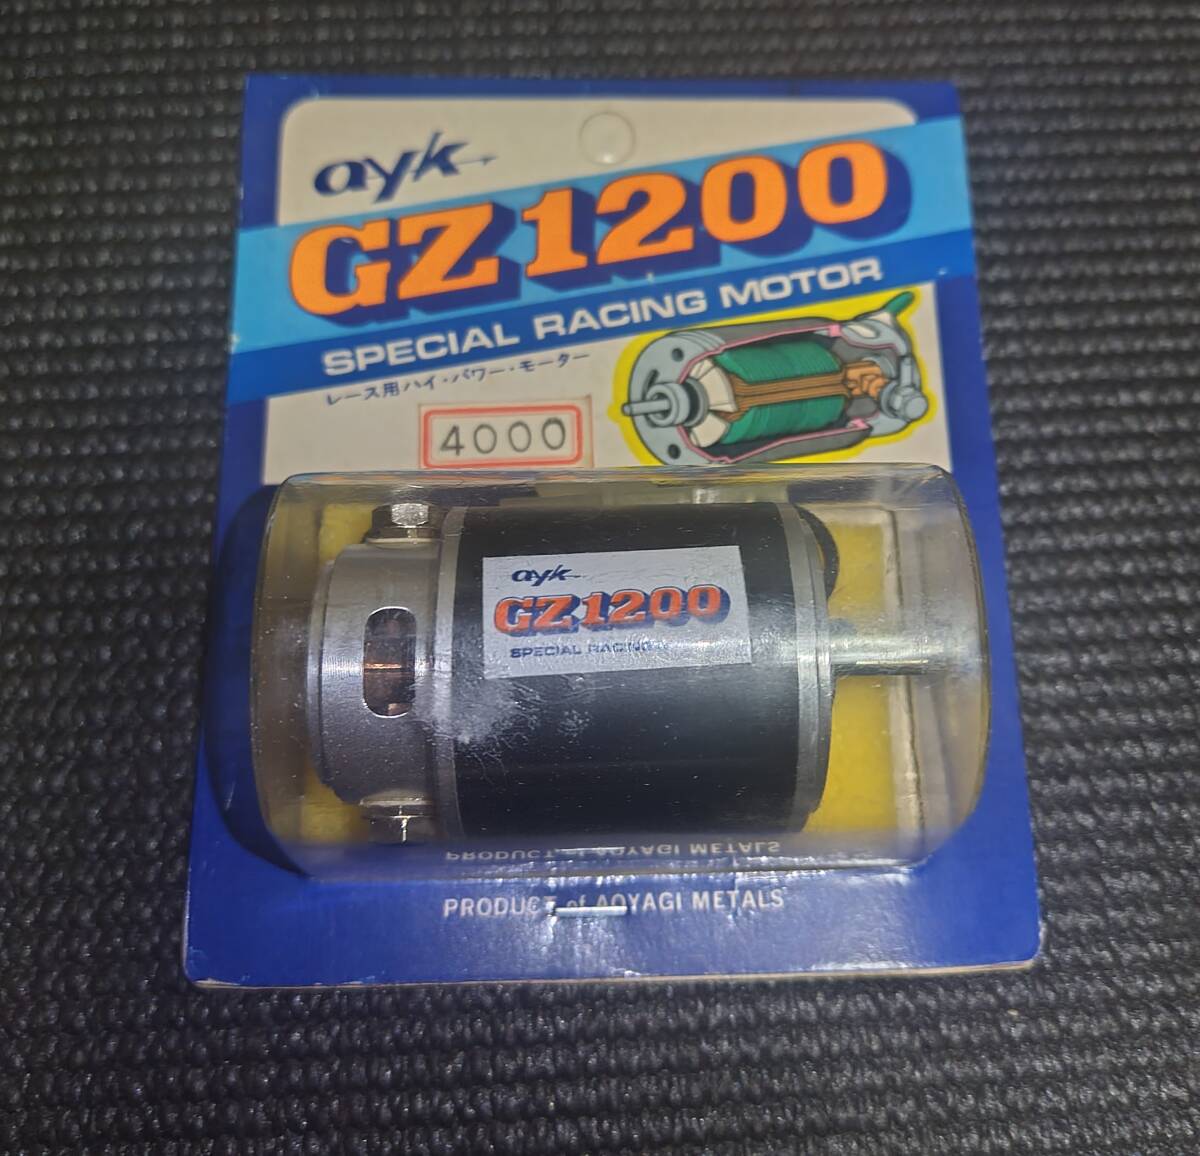 ayk
GZ1200
SPECIAL RACING MOTOR
レース用ハイ・パワー・モーター
4000
ayk
GZ1200
SPECIAL RACING
PRODUCT of AOYAGI METALS
PRODUCT of AOYAGI METALS